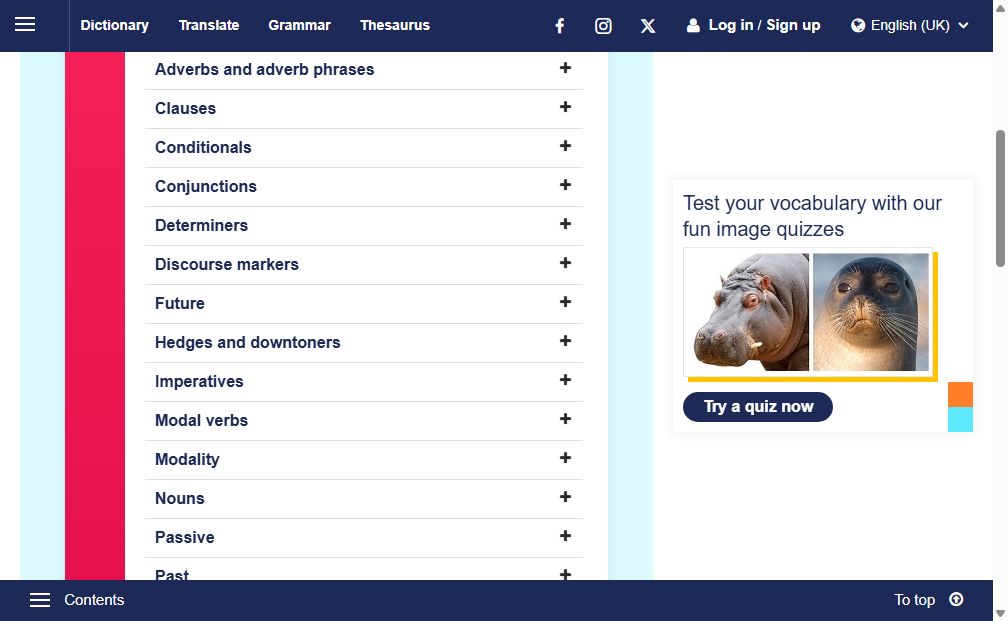 Dictionary Translate Grammar Thesaurus Log in / Sign up English (UK)
Adverbs and adverb phrases
Clauses
Conditionals
Conjunctions
Determiners
Discourse markers
Future
Hedges and downtoners
Imperatives
Modal verbs
Modality
Nouns
Passive
Past
Test your vocabulary with our
fun image quizzes
Try a quiz now
Contents To top